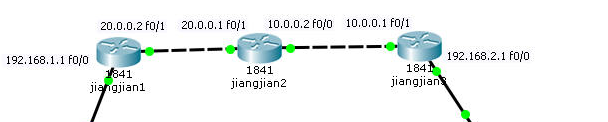 20.0.0.2 f0/1
20.0.0.1 f0/1
10.0.0.2 f0/0
10.0.0.1 f0/1
192.168.1.1 f0/0
192.168.2.1 f0/0
1841
jiangjian1
1841
jiangjian2
1841
jiangjian3